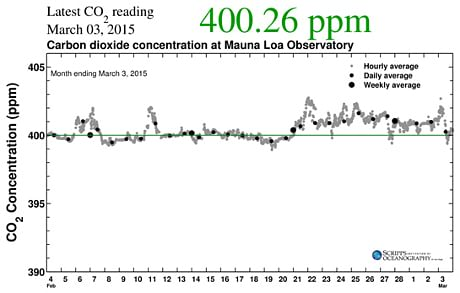 Latest CO2 reading
March 03, 2015
400.26 ppm
Carbon dioxide concentration at Mauna Loa Observatory
Month ending March 3, 2015
Hourly average
Daily average
Weekly average
CO2 Concentration (ppm)
405
400
395
390
SCRIPPS INSTITUTION OF
OCEANOGRAPHY
4 5 6 7 8 9 10 11 12 13 14 15 16 17 18 19 20 21 22 23 24 25 26 27 28 1 2 3
Feb Mar